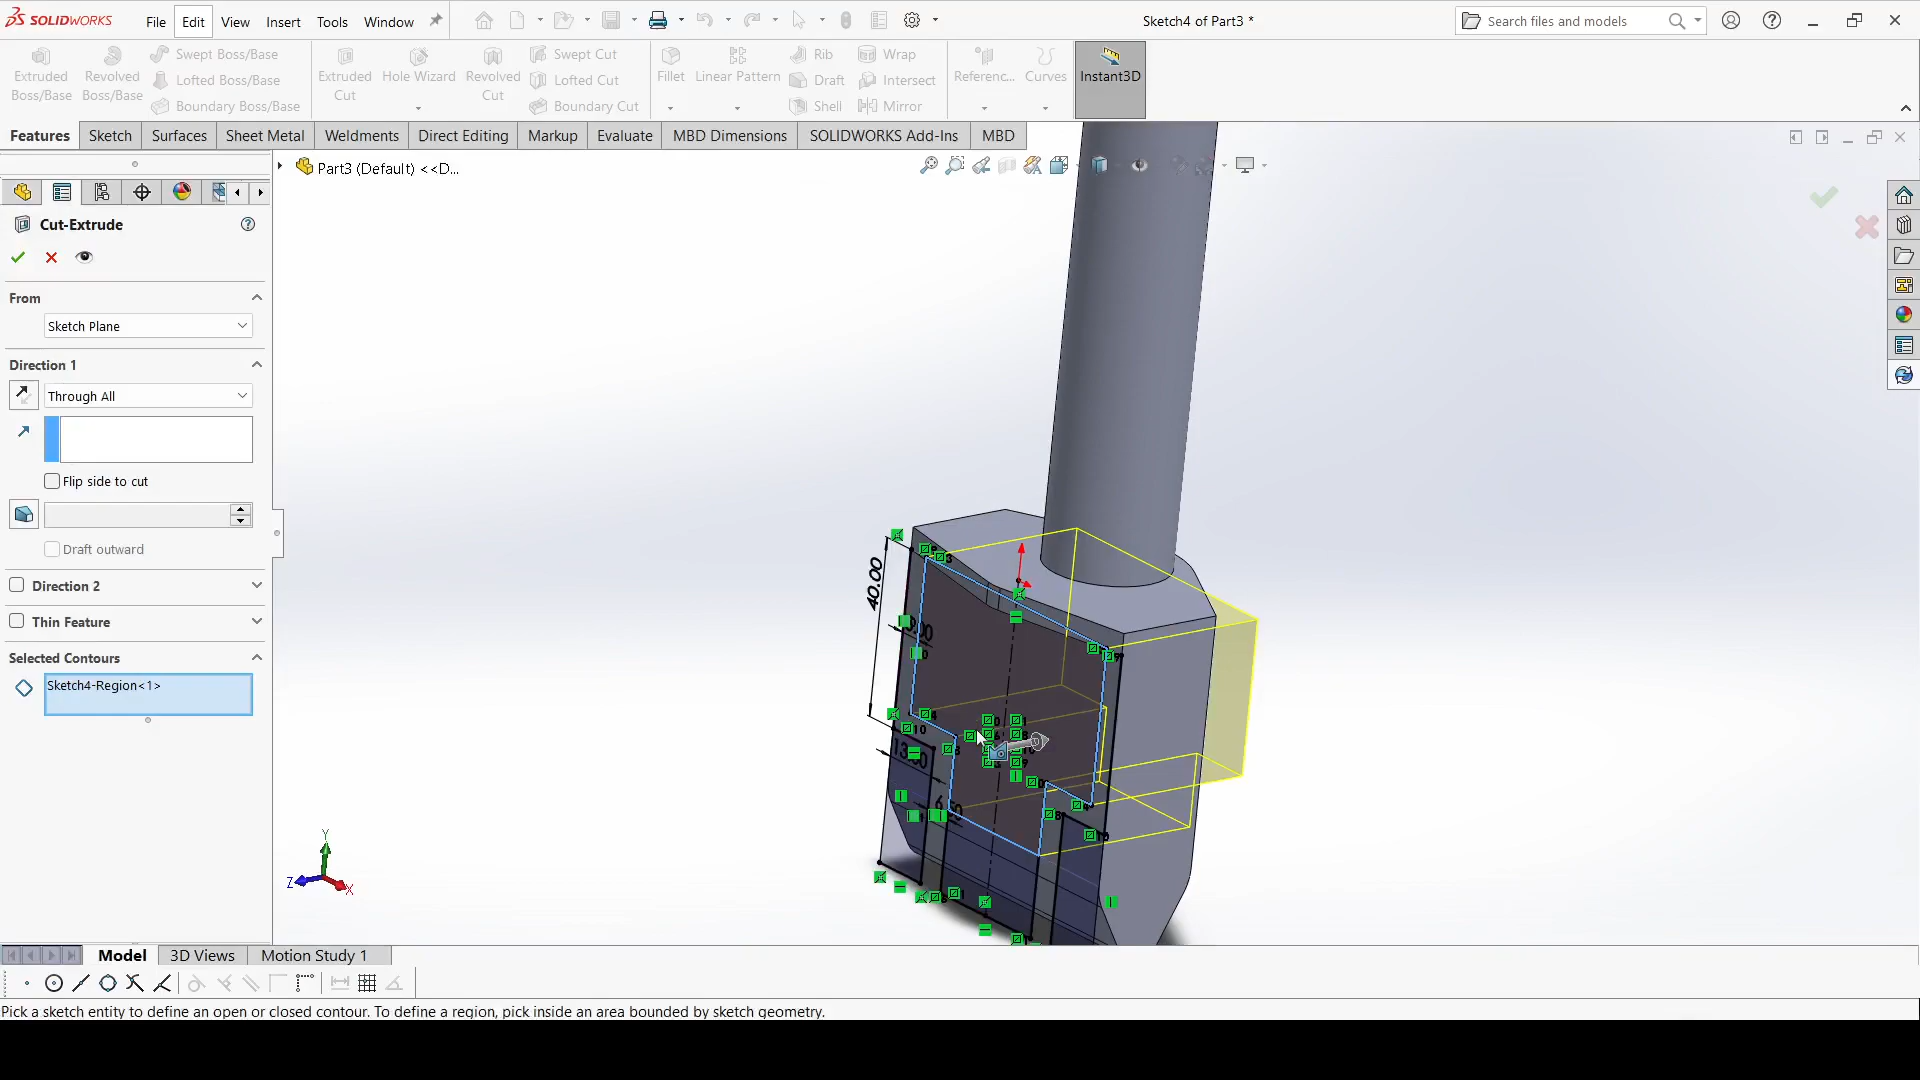 SOLIDWORKS File Edit View Insert Tools Window
Sketch4 of Part3 *
Search files and models
Extruded Boss/Base
Revolved Boss/Base
Swept Boss/Base
Lofted Boss/Base
Boundary Boss/Base
Extruded Cut
Hole Wizard
Revolved Cut
Swept Cut
Lofted Cut
Boundary Cut
Fillet
Linear Pattern
Rib
Draft
Shell
Wrap
Intersect
Mirror
Referenc...
Curves
Instant3D
Features Sketch Surfaces Sheet Metal Weldments Direct Editing Markup Evaluate MBD Dimensions SOLIDWORKS Add-Ins MBD
Part3 (Default) <<D...
Cut-Extrude
From
Sketch Plane
Direction 1
Through All
Flip side to cut
Draft outward
Direction 2
Thin Feature
Selected Contours
Sketch4-Region<1>
40.00
Y
Z
X
Model 3D Views Motion Study 1
Pick a sketch entity to define an open or closed contour. To define a region, pick inside an area bounded by sketch geometry.